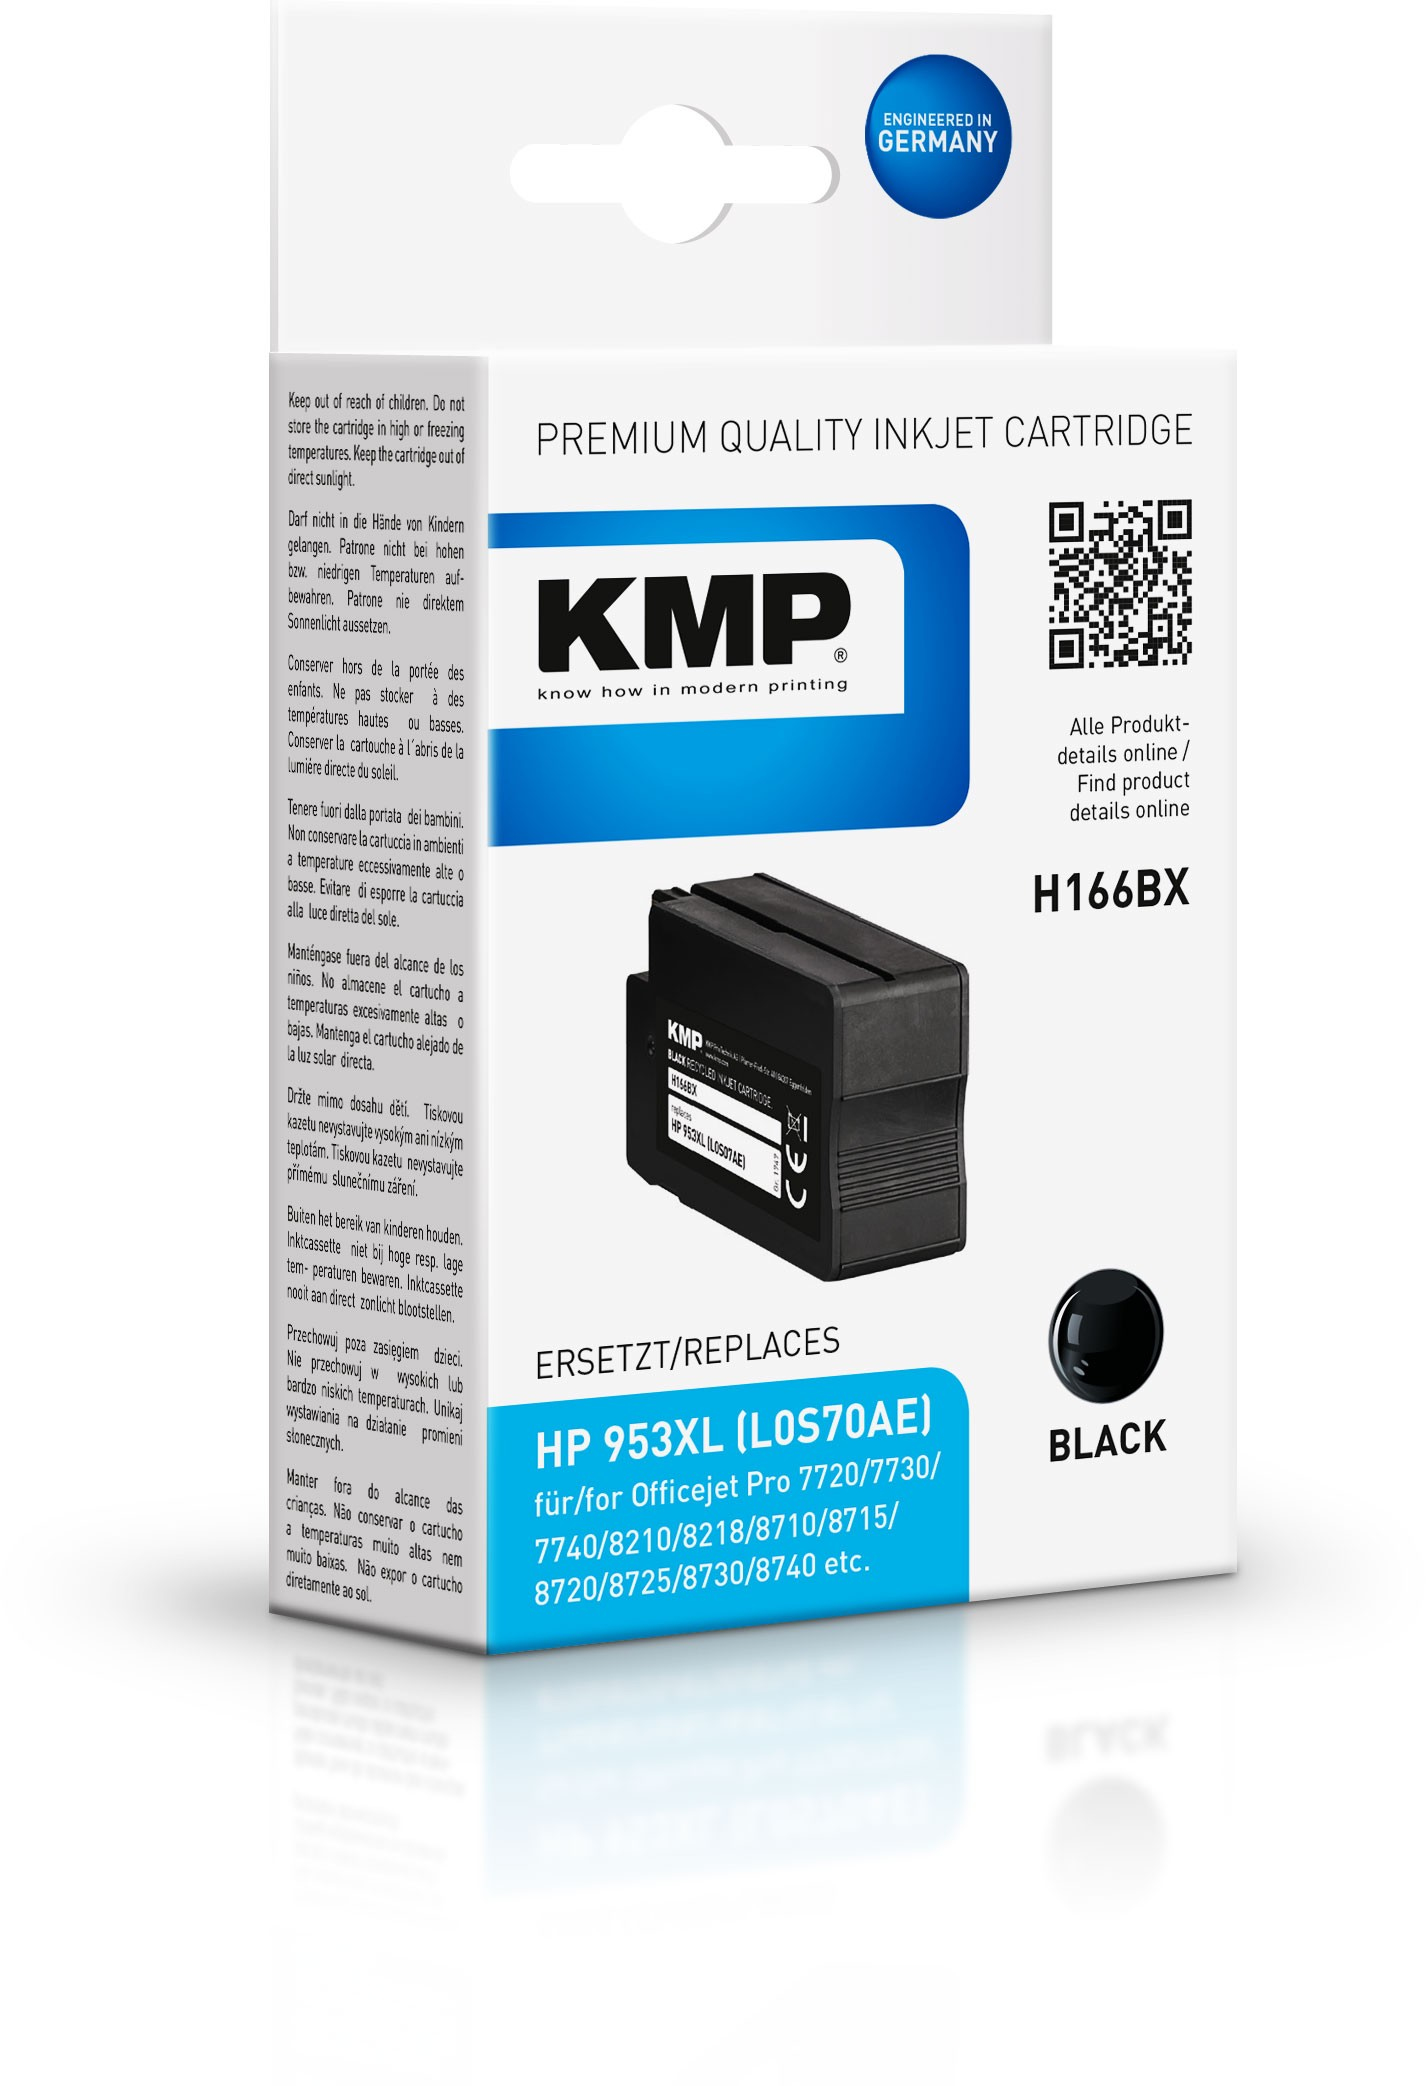 ENGINEERED IN
GERMANY
Keep out of reach of children. Do not
store the cartridge in high or freezing
temperatures. Keep the cartridge out of
direct sunlight.
Darf nicht in die Hände von Kindern
gelangen. Patrone nicht bei hohen
bzw. niedrigen Temperaturen auf-
bewahren. Patrone nie direktem
Sonnenlicht aussetzen.
Conserver hors de la portée des
enfants. Ne pas stocker à des
températures hautes ou basses.
Conserver la cartouche à l´abris de la
lumière directe du soleil.
Tenere fuori dalla portata dei bambini.
Non conservare la cartuccia in ambienti
a temperature eccessivamente alte o
basse. Evitare di esporre la cartuccia
alla luce diretta del sole.
Manténgase fuera del alcance de los
niños. No almacene el cartucho a
temperaturas excesivamente altas o
bajas. Mantenga el cartucho alejado de
la luz solar directa.
Držte mimo dosahu dětí. Tiskovou
kazetu nevystavujte vysokým ani nízkým
teplotám. Tiskovou kazetu nevystavujte
přímému slunečnímu záření.
Buiten het bereik van kinderen houden.
Inktcassette niet bij hoge resp. lage
tem- peraturen bewaren. Inktcassette
nooit aan direct zonlicht blootstellen.
Przechowuj poza zasięgiem dzieci.
Nie przechowuj w wysokich lub
bardzo niskich temperaturach. Unikaj
wystawiania na działanie promieni
słonecznych.
Manter fora do alcance das
crianças. Não conservar o cartucho
a temperaturas muito altas nem
muito baixas. Não expor o cartucho
diretamente ao sol.
PREMIUM QUALITY INKJET CARTRIDGE
KMP®
know how in modern printing
Alle Produkt-
details online /
Find product
details online
H166BX
KMP
www.kmp.com
BLACK RECYCLED INKJET CARTRIDGE
H166BX
replaces
HP 953XL (L0S07AE)
CE
ERSETZT/REPLACES
HP 953XL (L0S70AE)
für/for Officejet Pro 7720/7730/
7740/8210/8218/8710/8715/
8720/8725/8730/8740 etc.
BLACK